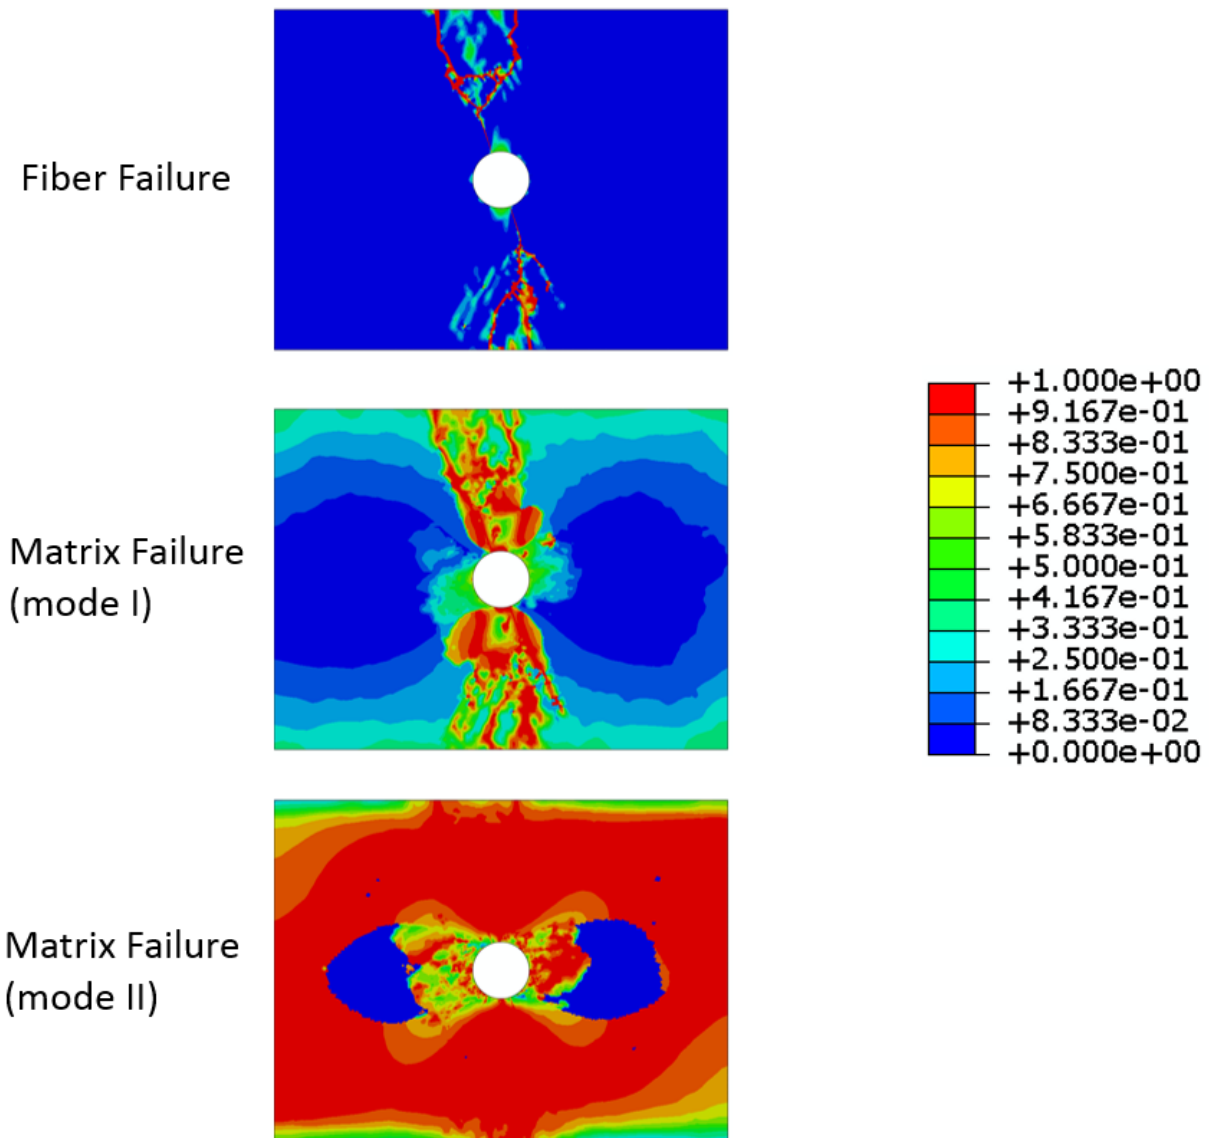 Fiber Failure
Matrix Failure
(mode I)
Matrix Failure
(mode II)
+1.000e+00
+9.167e-01
+8.333e-01
+7.500e-01
+6.667e-01
+5.833e-01
+5.000e-01
+4.167e-01
+3.333e-01
+2.500e-01
+1.667e-01
+8.333e-02
+0.000e+00